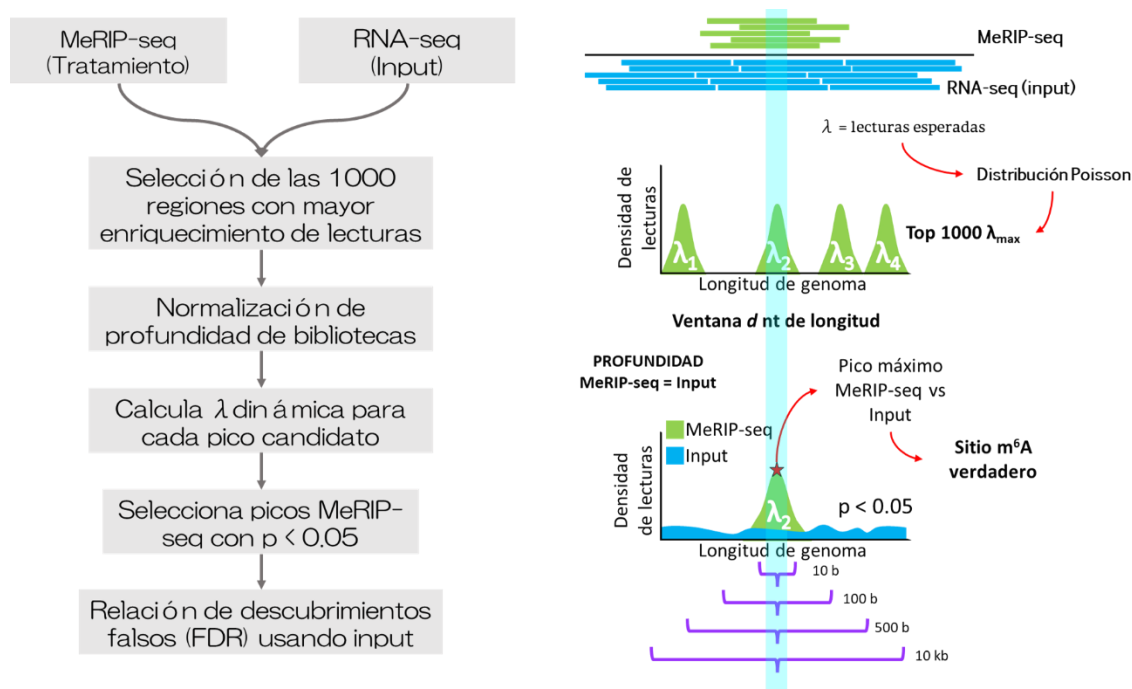 MeRIP-seq
(Tratamiento)
RNA-seq
(Input)
Selección de las 1000
regiones con mayor
enriquecimiento de lecturas
Normalización de
profundidad de bibliotecas
Calcula λ dinámica para
cada pico candidato
Selecciona picos MeRIP-
seq con p < 0.05
Relación de descubrimientos
falsos (FDR) usando input
MeRIP-seq
RNA-seq (input)
λ = lecturas esperadas
Distribución Poisson
Top 1000 λmax
Densidad de
lecturas
λ1
λ2
λ3
λ4
Longitud de genoma
Ventana d nt de longitud
PROFUNDIDAD
MeRIP-seq = Input
Pico máximo
MeRIP-seq vs
Input
Sitio m⁶A
verdadero
MeRIP-seq
Input
Densidad
de lecturas
λ2
p < 0.05
Longitud de genoma
10 b
100 b
500 b
10 kb